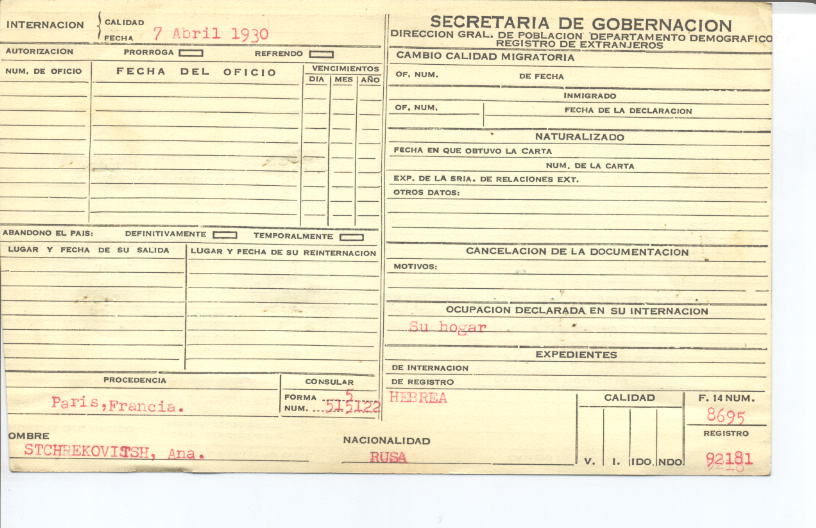 INTERNACION
CALIDAD
FECHA 7 Abril 1930
AUTORIZACION PRORROGA REFRENDO
NUM. DE OFICIO FECHA DEL OFICIO VENCIMIENTOS
DIA MES AÑO
ABANDONO EL PAIS: DEFINITIVAMENTE TEMPORALMENTE
LUGAR Y FECHA DE SU SALIDA LUGAR Y FECHA DE SU REINTERNACION
PROCEDENCIA CONSULAR
Paris, Francia.
FORMA 5
NUM. 515122
OMBRE
STCHREKOVITSH, Ana.
NACIONALIDAD
RUSA
SECRETARIA DE GOBERNACION
DIRECCION GRAL. DE POBLACION DEPARTAMENTO DEMOGRAFICO
REGISTRO DE EXTRANJEROS
CAMBIO CALIDAD MIGRATORIA
OF. NUM. DE FECHA
INMIGRADO
OF. NUM. FECHA DE LA DECLARACION
NATURALIZADO
FECHA EN QUE OBTUVO LA CARTA
NUM. DE LA CARTA
EXP. DE LA SRIA. DE RELACIONES EXT.
OTROS DATOS:
CANCELACION DE LA DOCUMENTACION
MOTIVOS:
OCUPACION DECLARADA EN SU INTERNACION
Su hogar
EXPEDIENTES
DE INTERNACION
DE REGISTRO
HEBREA
CALIDAD
V. I. IDO. NDO.
F. 14 NUM.
8695
REGISTRO
92181